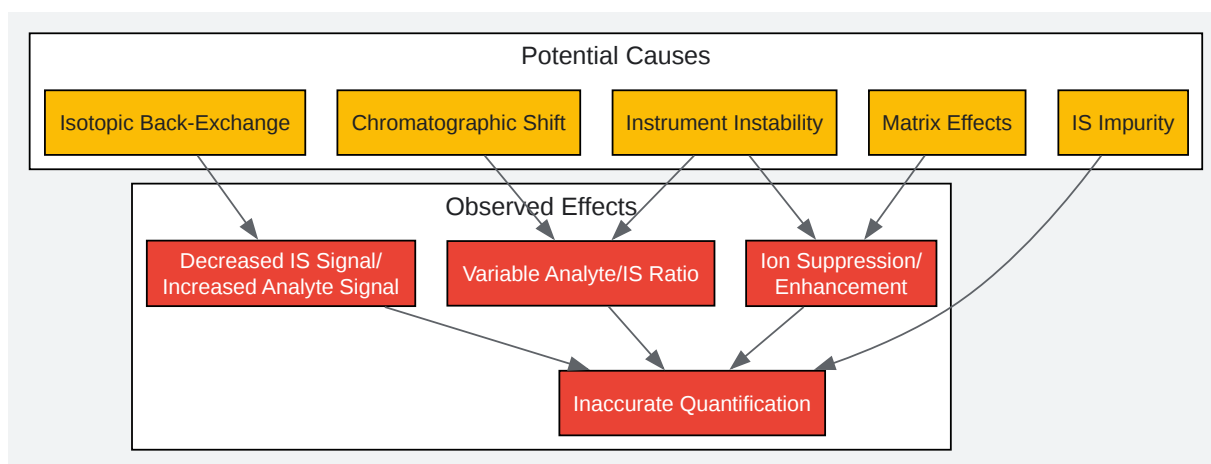 Potential Causes
Isotopic Back-Exchange
Chromatographic Shift
Instrument Instability
Matrix Effects
IS Impurity
Observed Effects
Decreased IS Signal/
Increased Analyte Signal
Variable Analyte/IS Ratio
Ion Suppression/
Enhancement
Inaccurate Quantification